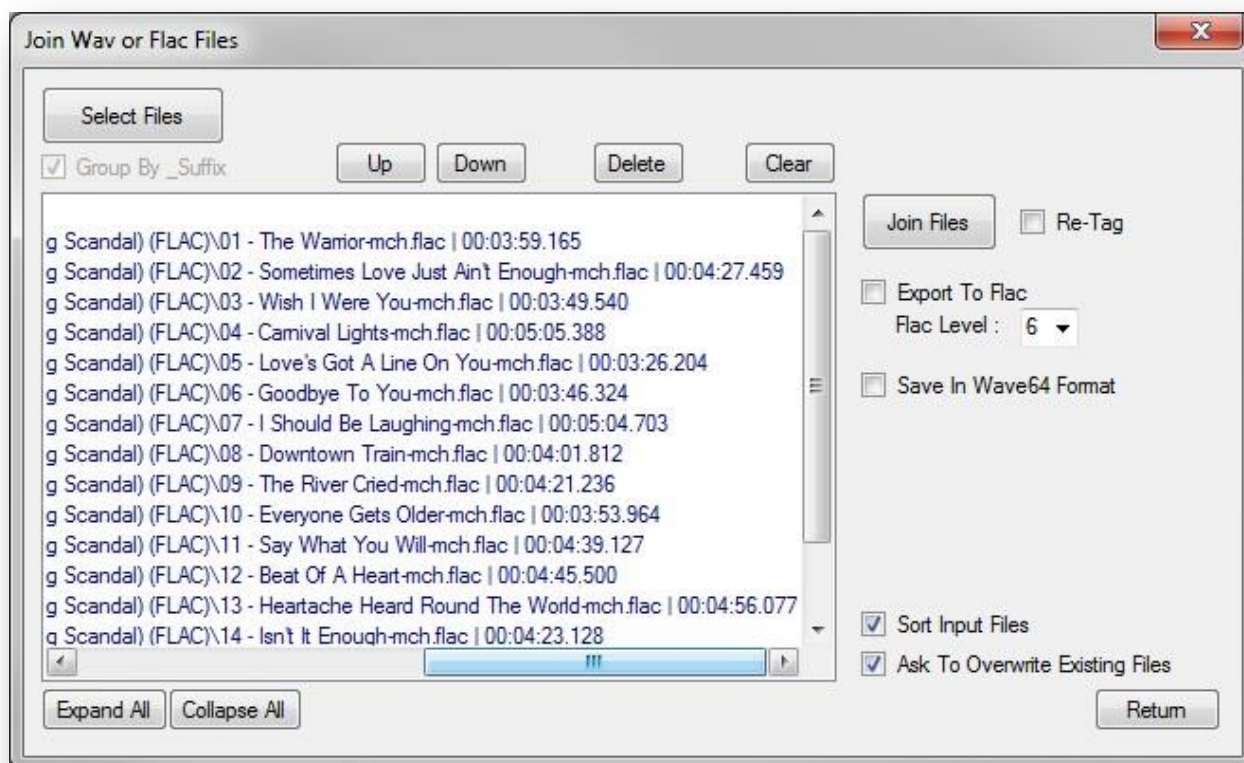 Join Wav or Flac Files
Select Files
Group By _Suffix
Up
Down
Delete
Clear
g Scandal) (FLAC)\01 - The Warrior-mch.flac | 00:03:59.165
g Scandal) (FLAC)\02 - Sometimes Love Just Ain't Enough-mch.flac | 00:04:27.459
g Scandal) (FLAC)\03 - Wish I Were You-mch.flac | 00:03:49.540
g Scandal) (FLAC)\04 - Carnival Lights-mch.flac | 00:05:05.388
g Scandal) (FLAC)\05 - Love's Got A Line On You-mch.flac | 00:03:26.204
g Scandal) (FLAC)\06 - Goodbye To You-mch.flac | 00:03:46.324
g Scandal) (FLAC)\07 - I Should Be Laughing-mch.flac | 00:05:04.703
g Scandal) (FLAC)\08 - Downtown Train-mch.flac | 00:04:01.812
g Scandal) (FLAC)\09 - The River Cried-mch.flac | 00:04:21.236
g Scandal) (FLAC)\10 - Everyone Gets Older-mch.flac | 00:03:53.964
g Scandal) (FLAC)\11 - Say What You Will-mch.flac | 00:04:39.127
g Scandal) (FLAC)\12 - Beat Of A Heart-mch.flac | 00:04:45.500
g Scandal) (FLAC)\13 - Heartache Heard Round The World-mch.flac | 00:04:56.077
g Scandal) (FLAC)\14 - Isn't It Enough-mch.flac | 00:04:23.128
Expand All
Collapse All
Join Files
Re-Tag
Export To Flac
Flac Level : 6
Save In Wave64 Format
Sort Input Files
Ask To Overwrite Existing Files
Return